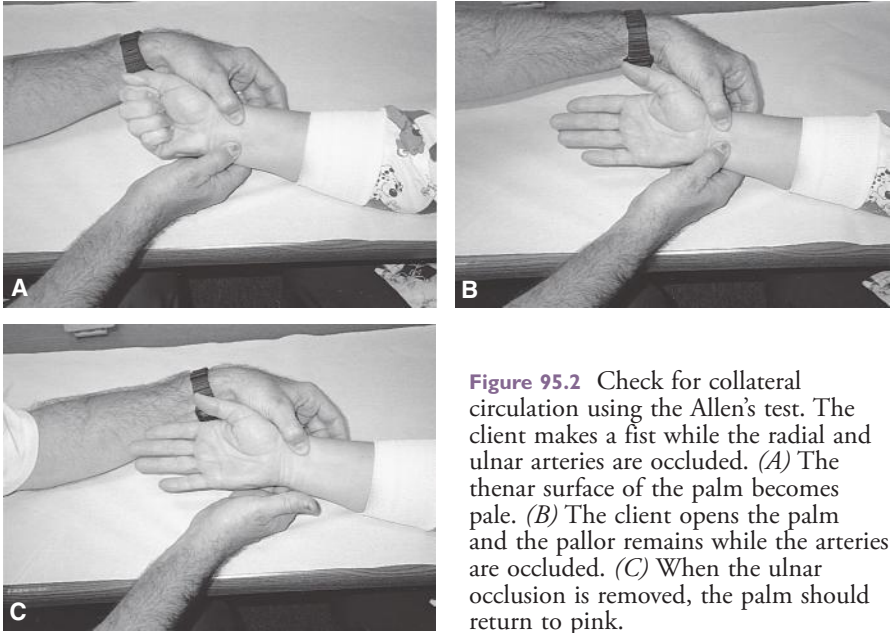 A
B
C
Figure 95.2 Check for collateral
circulation using the Allen's test. The
client makes a fist while the radial and
ulnar arteries are occluded. (A) The
thenar surface of the palm becomes
pale. (B) The client opens the palm
and the pallor remains while the arteries
are occluded. (C) When the ulnar
occlusion is removed, the palm should
return to pink.